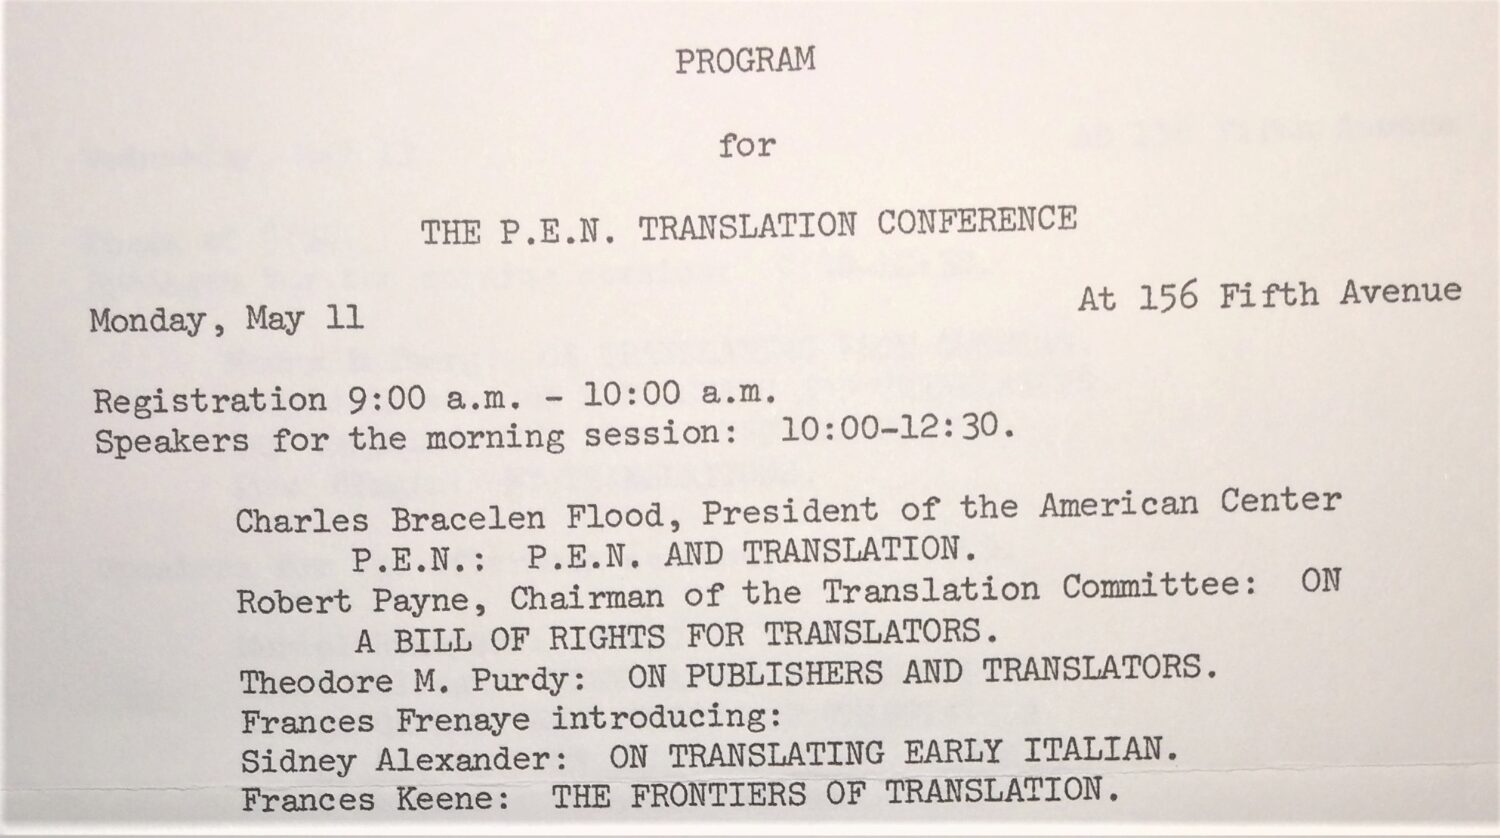 PROGRAM
for
THE P.E.N. TRANSLATION CONFERENCE
Monday, May 11
At 156 Fifth Avenue
Registration 9:00 a.m. - 10:00 a.m.
Speakers for the morning session: 10:00-12:30.
Charles Bracelen Flood, President of the American Center
P.E.N.: P.E.N. AND TRANSLATION.
Robert Payne, Chairman of the Translation Committee: ON
A BILL OF RIGHTS FOR TRANSLATORS.
Theodore M. Purdy: ON PUBLISHERS AND TRANSLATORS.
Frances Frenaye introducing:
Sidney Alexander: ON TRANSLATING EARLY ITALIAN.
Frances Keene: THE FRONTIERS OF TRANSLATION.